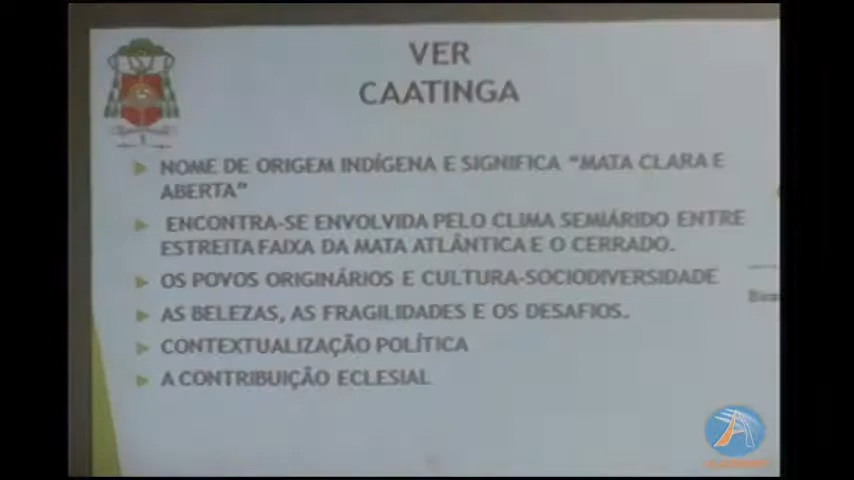 VER
CAATINGA
NOME DE ORIGEM INDÍGENA E SIGNIFICA “MATA CLARA E
ABERTA”
ENCONTRA-SE ENVOLVIDA PELO CLIMA SEMIÁRIDO ENTRE
ESTREITA FAIXA DA MATA ATLÂNTICA E O CERRADO.
OS POVOS ORIGINÁRIOS E CULTURA-SOCIODIVERSIDADE
AS BELEZAS, AS FRAGILIDADES E OS DESAFIOS.
CONTEXTUALIZAÇÃO POLÍTICA
A CONTRIBUIÇÃO ECLESIAL